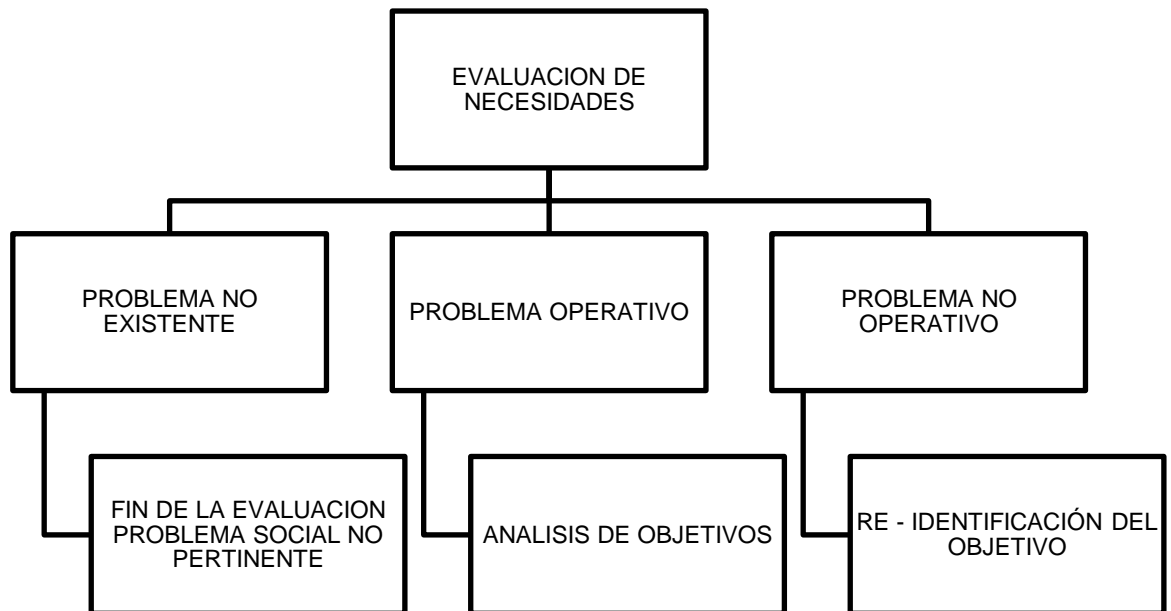 EVALUACION DE
NECESIDADES
PROBLEMA NO
EXISTENTE
PROBLEMA OPERATIVO
PROBLEMA NO
OPERATIVO
FIN DE LA EVALUACION
PROBLEMA SOCIAL NO
PERTINENTE
ANALISIS DE OBJETIVOS
RE - IDENTIFICACIÓN DEL
OBJETIVO